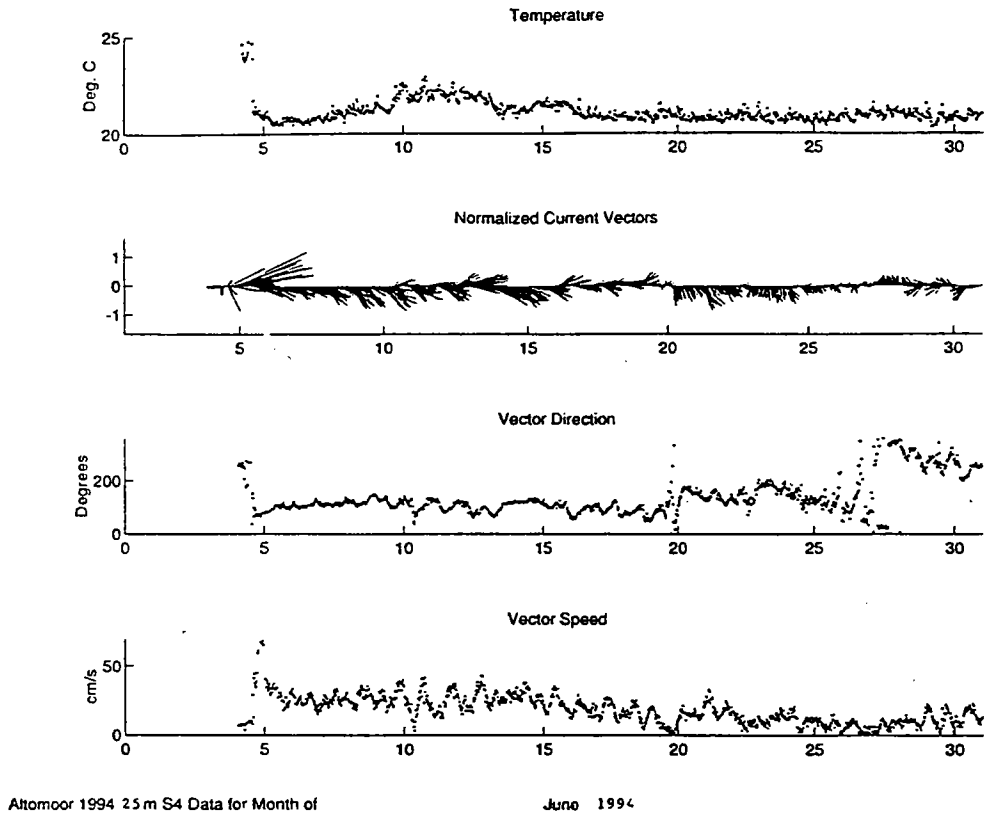 Temperature
25
Deg. C
20
0 5 10 15 20 25 30
Normalized Current Vectors
1
0
-1
5 10 15 20 25 30
Vector Direction
200
Degrees
0
0 5 10 15 20 25 30
Vector Speed
50
cm/s
0
0 5 10 15 20 25 30
Altomoor 1994 25m S4 Data for Month of June 1994